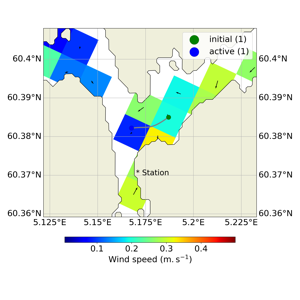 initial (1)
active (1)
60.4°N 60.4°N
60.39°N 60.39°N
60.38°N 60.38°N
Station
60.37°N 60.37°N
60.36°N 60.36°N
5.125°E 5.15°E 5.175°E 5.2°E 5.225°E
0.1 0.2 0.3 0.4
Wind speed (m. s⁻¹)